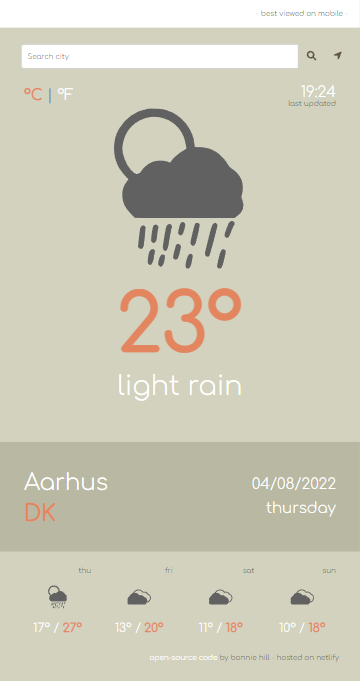 · best viewed on mobile ·
Search city
°C | °F
19:24
last updated
23°
light rain
Aarhus
04/08/2022
DK
thursday
thu fri sat sun
17° / 27° 13° / 20° 11° / 18° 10° / 18°
open-source code by bonnie hill · hosted on netlify